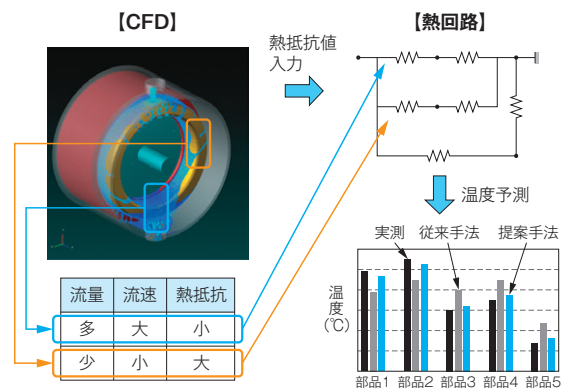 【CFD】
熱抵抗値
入力
【熱回路】
温度予測
流量 流速 熱抵抗
多 大 小
少 小 大
実測 従来手法 提案手法
温度
(℃)
部品1 部品2 部品3 部品4 部品5